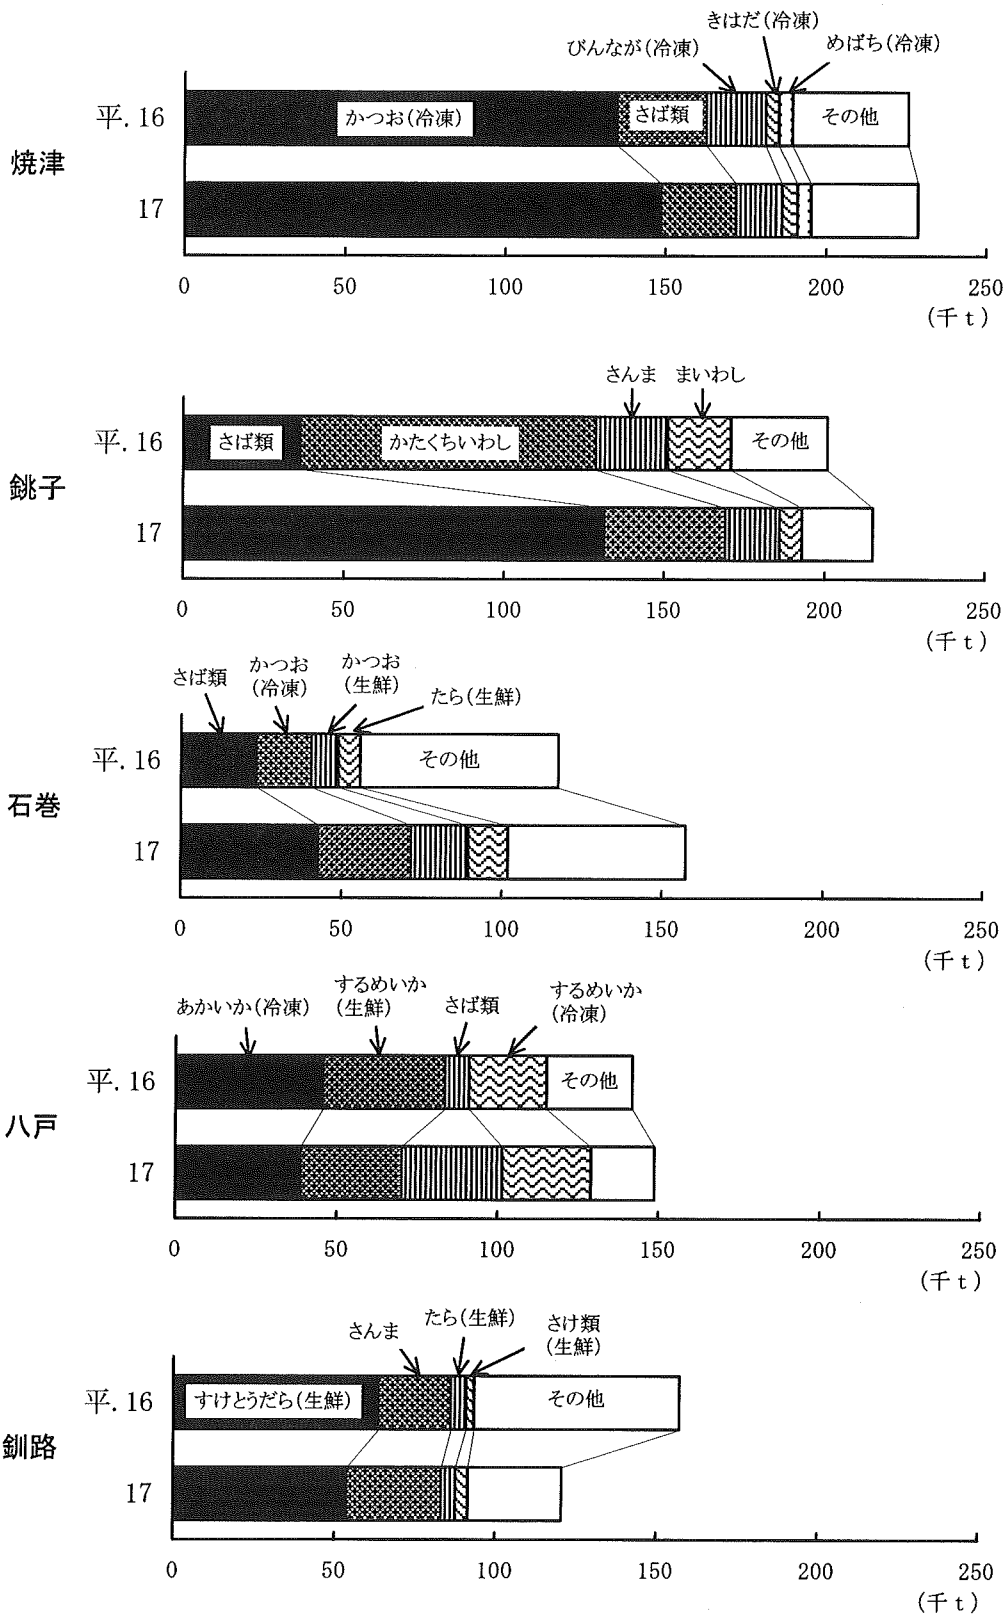 きはだ(冷凍)
びんなが(冷凍)
めばち(冷凍)
平. 16
かつお(冷凍)
さば類
その他
焼津
17
0 50 100 150 200 250
(千ｔ)
さんま まいわし
平. 16
さば類
かたくちいわし
その他
銚子
17
0 50 100 150 200 250
(千ｔ)
さば類
かつお
(冷凍)
かつお
(生鮮)
たら(生鮮)
平. 16
その他
石巻
17
0 50 100 150 200 250
(千ｔ)
あかいか(冷凍)
するめいか
(生鮮)
さば類
するめいか
(冷凍)
平. 16
その他
八戸
17
0 50 100 150 200 250
(千ｔ)
さんま
たら(生鮮)
さけ類
(生鮮)
平. 16
すけとうだら(生鮮)
その他
釧路
17
0 50 100 150 200 250
(千ｔ)